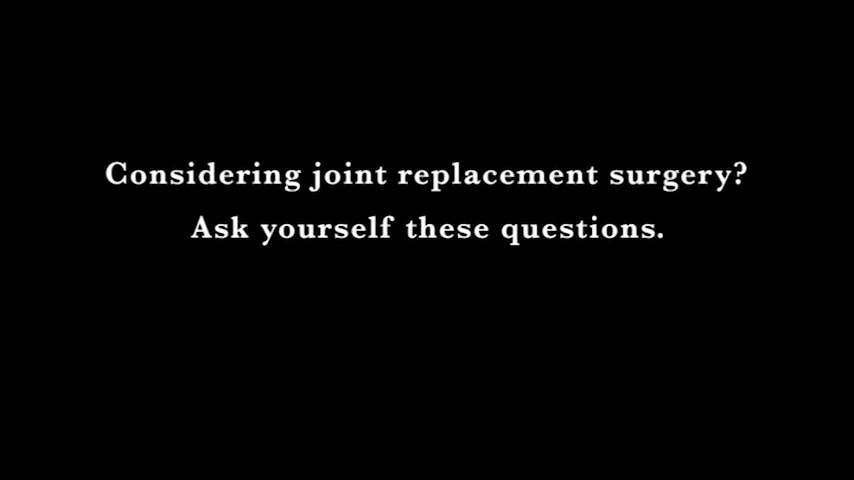 Considering joint replacement surgery?
Ask yourself these questions.